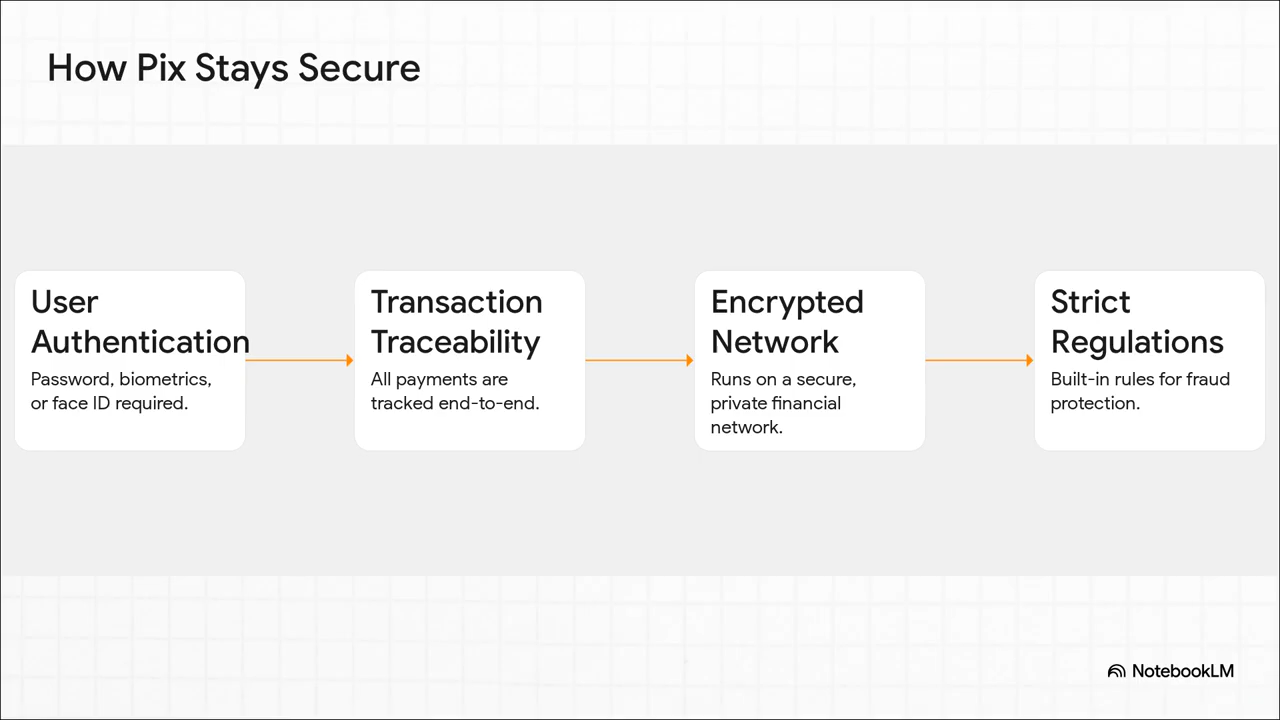 How Pix Stays Secure
User
Authentication
Password, biometrics,
or face ID required.
Transaction
Traceability
All payments are
tracked end-to-end.
Encrypted
Network
Runs on a secure,
private financial
network.
Strict
Regulations
Built-in rules for fraud
protection.
NotebookLM